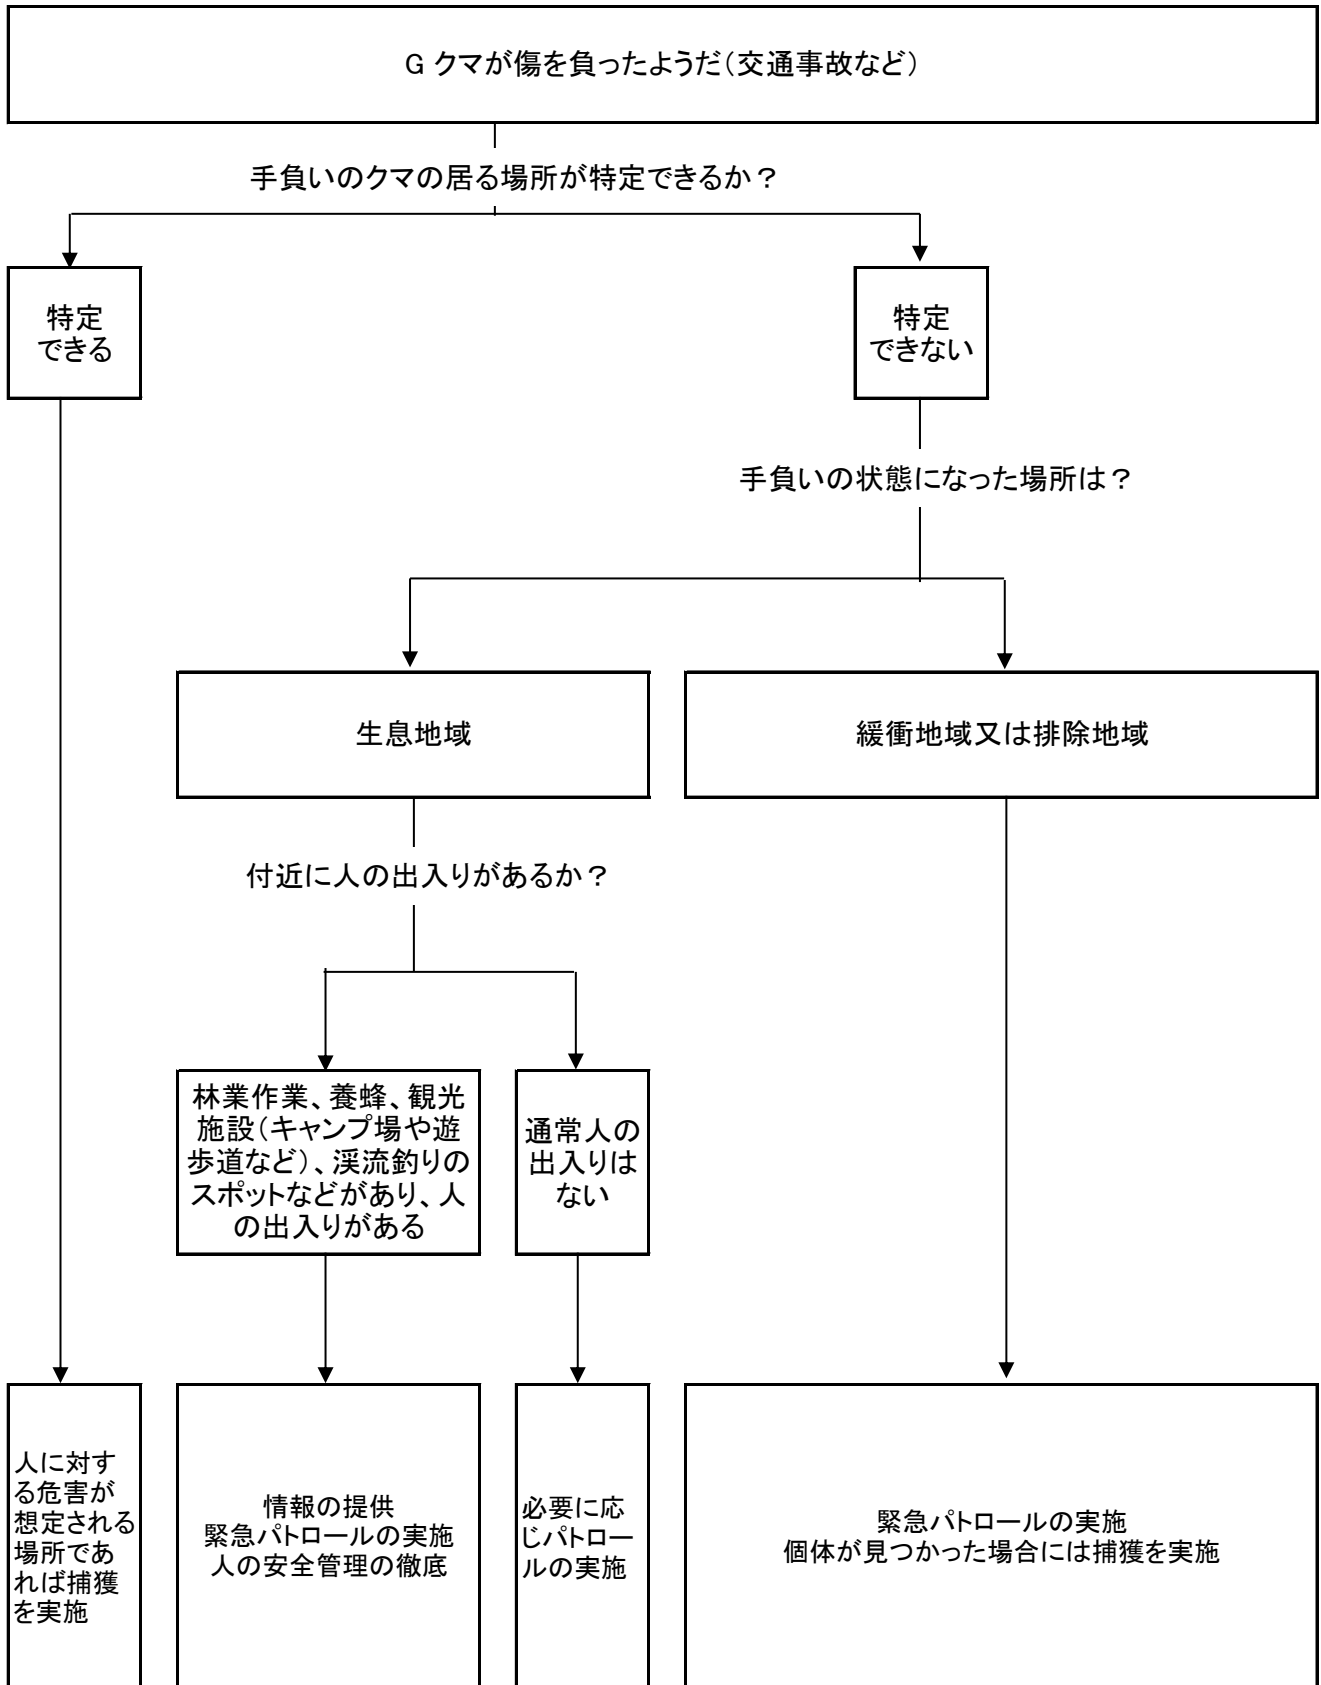 G クマが傷を負ったようだ（交通事故など）
手負いのクマの居る場所が特定できるか？
特定
できる
特定
できない
手負いの状態になった場所は？
生息地域
緩衝地域又は排除地域
付近に人の出入りがあるか？
林業作業、養蜂、観光
施設（キャンプ場や遊
歩道など）、渓流釣りの
スポットなどがあり、人
の出入りがある
通常人の
出入りは
ない
人に対す
る危害が
想定される
場所であ
れば捕獲
を実施
情報の提供
緊急パトロールの実施
人の安全管理の徹底
必要に応
じパトロー
ルの実施
緊急パトロールの実施
個体が見つかった場合には捕獲を実施